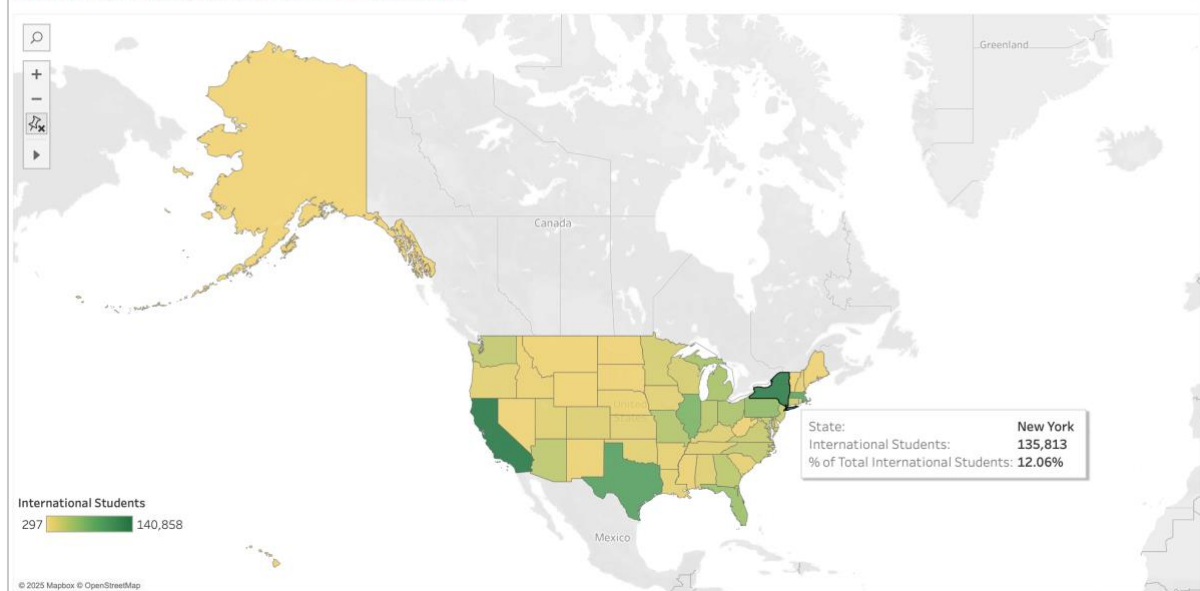 Greenland
Canada
United
States
State: New York
International Students: 135,813
% of Total International Students: 12.06%
International Students
297 140,858
Mexico
© 2025 Mapbox © OpenStreetMap